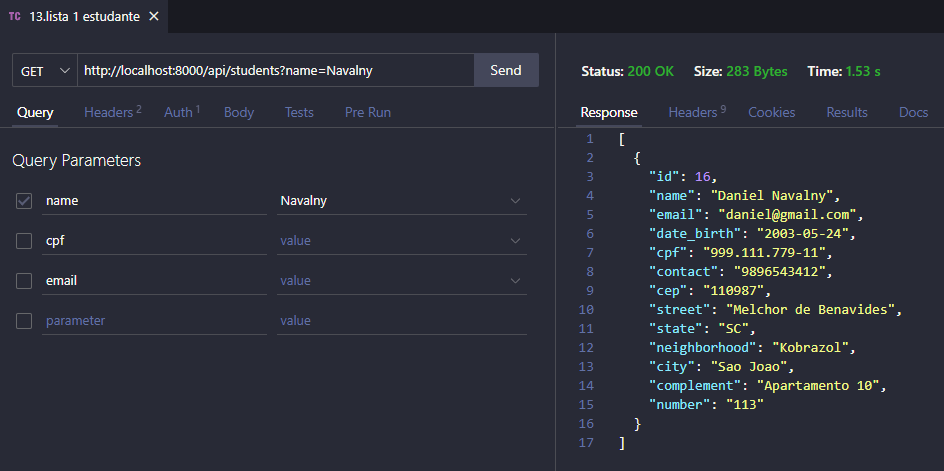 TC 13.lista 1 estudante ×
GET http://localhost:8000/api/students?name=Navalny Send
Query Headers 2 Auth 1 Body Tests Pre Run
Query Parameters
name Navalny
cpf value
email value
parameter value
Status: 200 OK Size: 283 Bytes Time: 1.53 s
Response Headers 9 Cookies Results Docs
1 [
2 {
3 "id": 16,
4 "name": "Daniel Navalny",
5 "email": "daniel@gmail.com",
6 "date_birth": "2003-05-24",
7 "cpf": "999.111.779-11",
8 "contact": "9896543412",
9 "cep": "110987",
10 "street": "Melchor de Benavides",
11 "state": "SC",
12 "neighborhood": "Kobrazol",
13 "city": "Sao Joao",
14 "complement": "Apartamento 10",
15 "number": "113"
16 }
17 ]